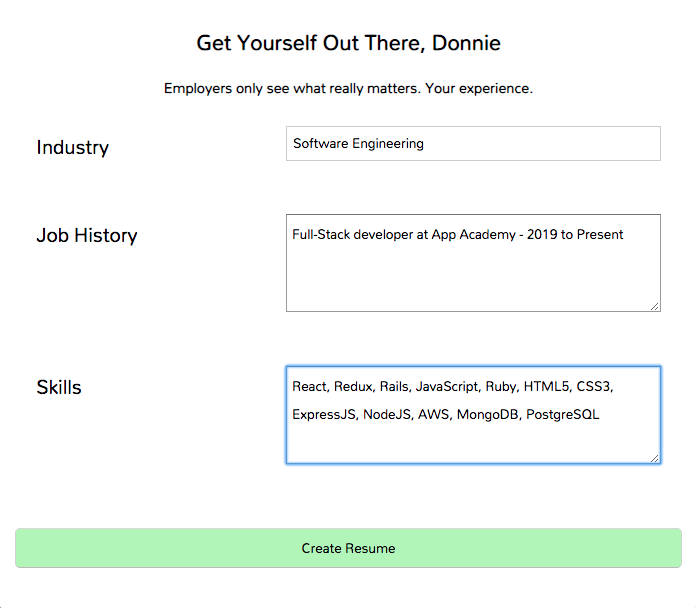 Get Yourself Out There, Donnie
Employers only see what really matters. Your experience.
Industry
Software Engineering
Job History
Full-Stack developer at App Academy - 2019 to Present
Skills
React, Redux, Rails, JavaScript, Ruby, HTML5, CSS3,
ExpressJS, NodeJS, AWS, MongoDB, PostgreSQL
Create Resume